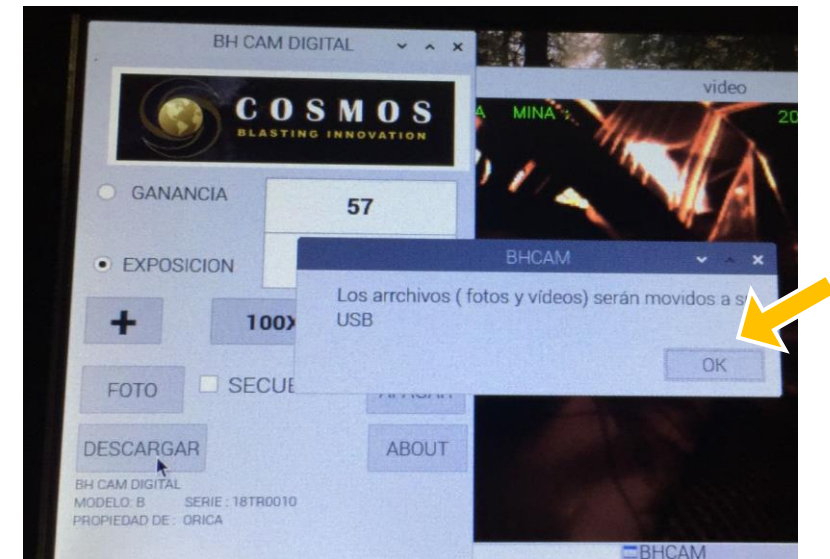 BH CAM DIGITAL
COSMOS
BLASTING INNOVATION
GANANCIA
57
EXPOSICION
FOTO
DESCARGAR
ABOUT
BH CAM DIGITAL
MODELO: B SERIE : 18TR0010
PROPIEDAD DE : ORICA
video
MINA
20
BHCAM
Los arrchivos ( fotos y vídeos) serán movidos a
USB
OK
BHCAM